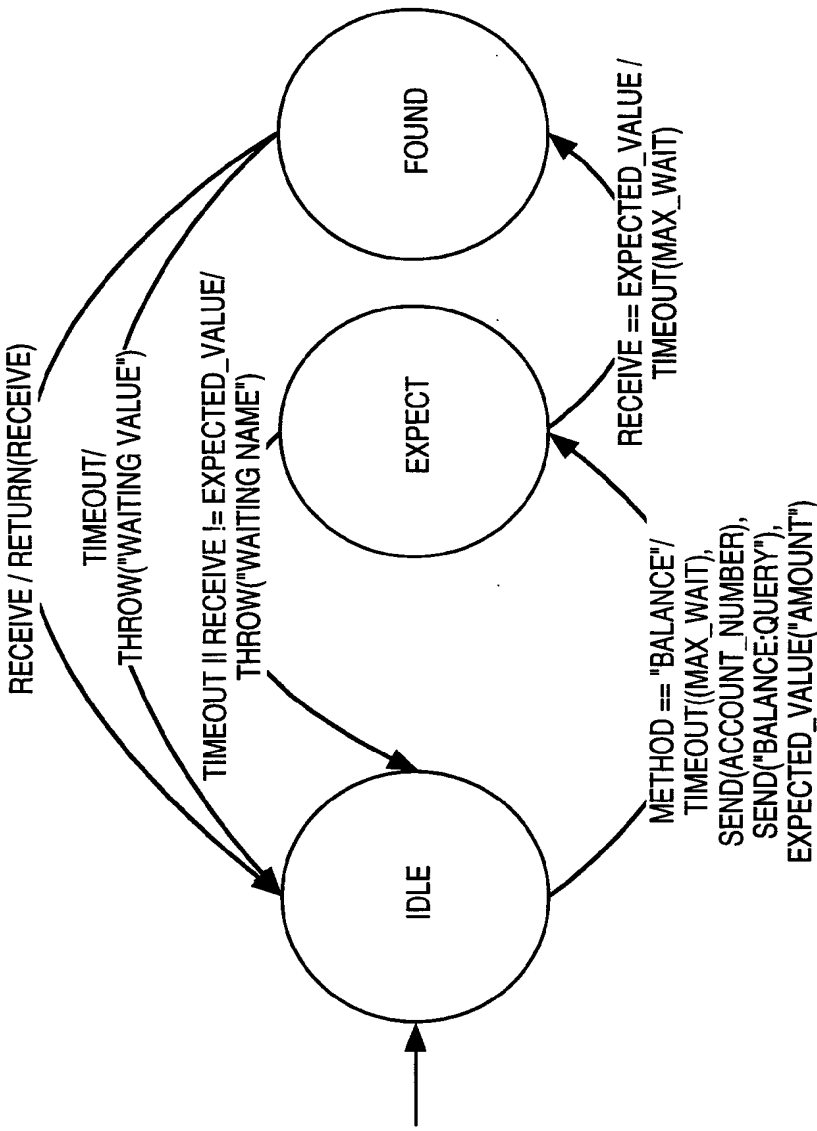 RECEIVE / RETURN(RECEIVE)
TIMEOUT/
THROW("WAITING VALUE")
TIMEOUT II RECEIVE != EXPECTED_VALUE/
THROW("WAITING NAME")
IDLE
EXPECT
FOUND
METHOD == "BALANCE"/
TIMEOUT((MAX_WAIT),
SEND(ACCOUNT_NUMBER),
SEND("BALANCE:QUERY"),
EXPECTED_VALUE("AMOUNT")
RECEIVE == EXPECTED_VALUE /
TIMEOUT(MAX_WAIT)